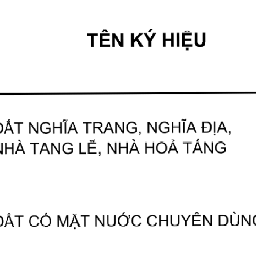 TÊN KÝ HIỆU
ĐẤT NGHĨA TRANG, NGHĨA ĐỊA,
NHÀ TANG LỄ, NHÀ HOẢ TÁNG
ĐẤT CÓ MẶT NƯỚC CHUYÊN DÙNG